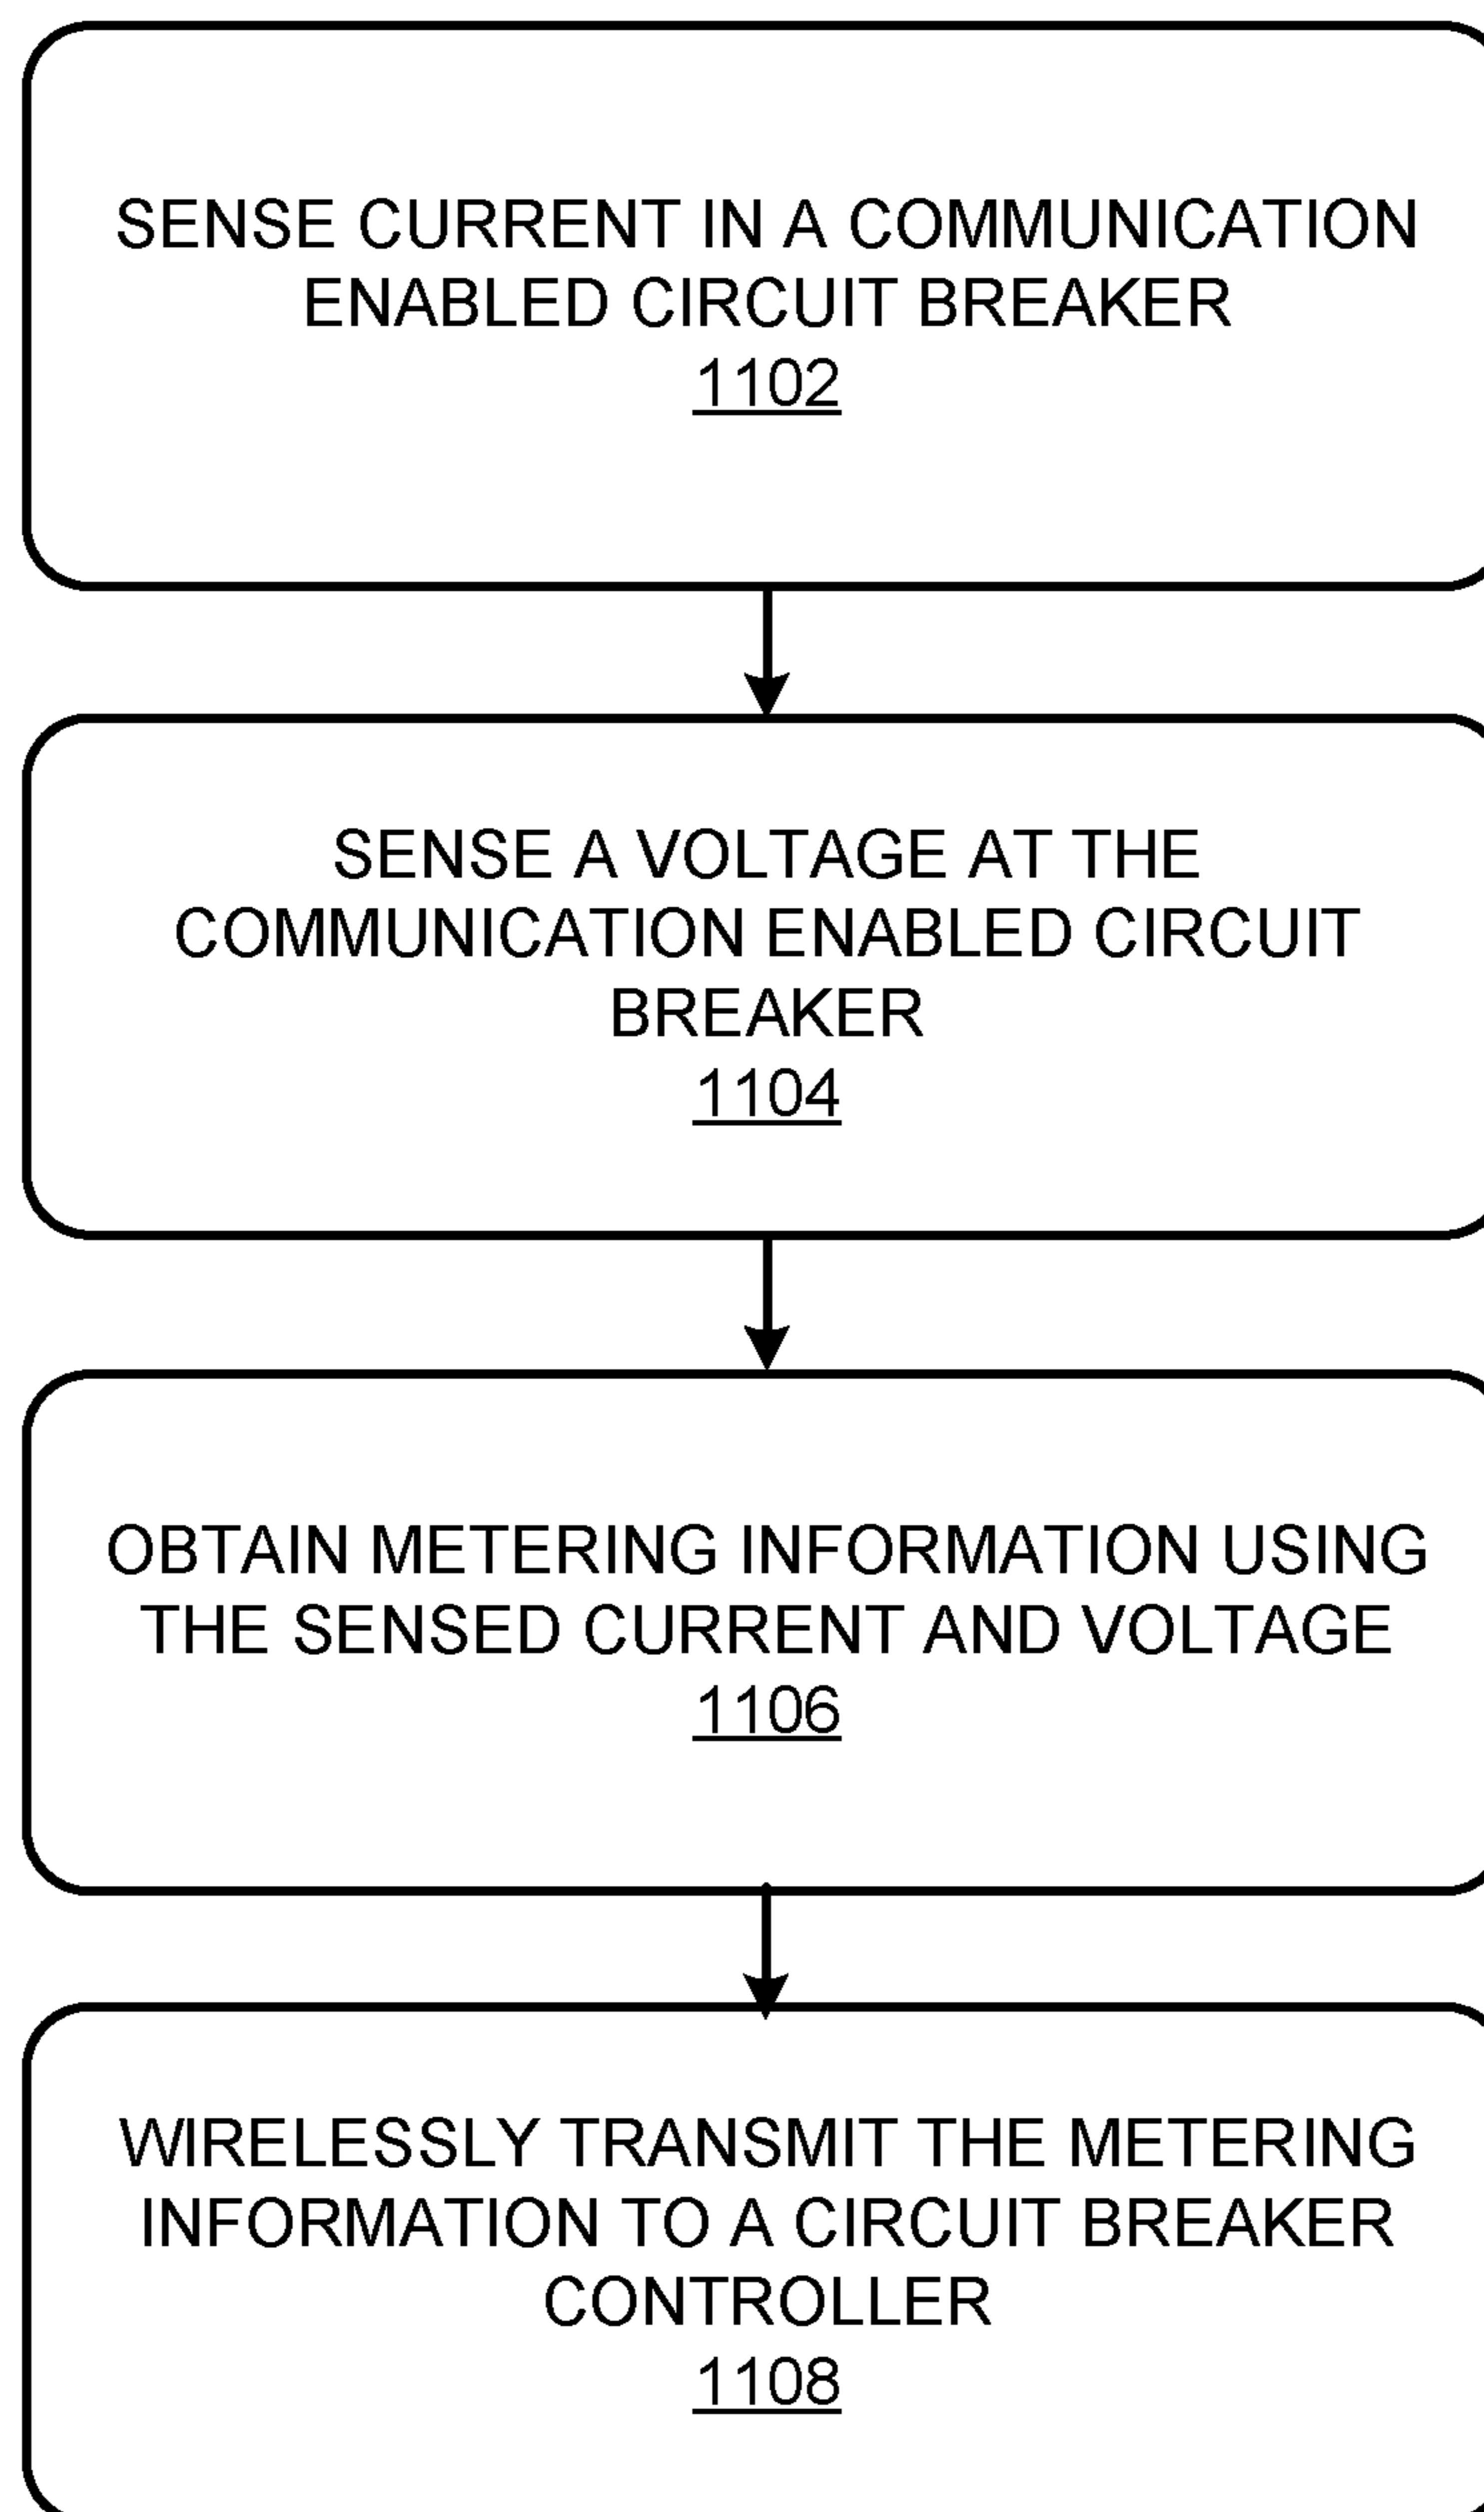 SENSE CURRENT IN A COMMUNICATION
ENABLED CIRCUIT BREAKER
1102
SENSE A VOLTAGE AT THE
COMMUNICATION ENABLED CIRCUIT
BREAKER
1104
OBTAIN METERING INFORMATION USING
THE SENSED CURRENT AND VOLTAGE
1106
WIRELESSLY TRANSMIT THE METERING
INFORMATION TO A CIRCUIT BREAKER
CONTROLLER
1108